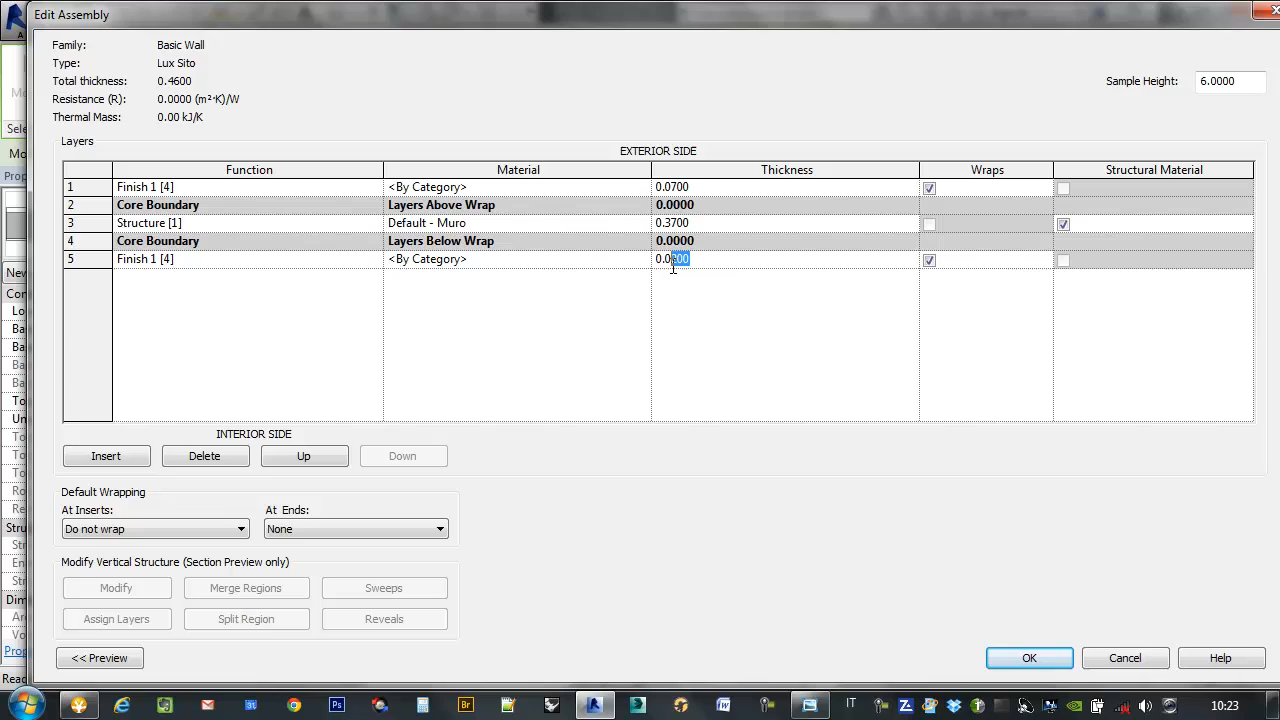 Edit Assembly
Family: Basic Wall
Type: Lux Sito
Total thickness: 0.4600
Resistance (R): 0.0000 (m²·K)/W
Thermal Mass: 0.00 kJ/K
Sample Height: 6.0000
Layers
EXTERIOR SIDE
Function Material Thickness Wraps Structural Material
1 Finish 1 [4] <By Category> 0.0700
2 Core Boundary Layers Above Wrap 0.0000
3 Structure [1] Default - Muro 0.3700
4 Core Boundary Layers Below Wrap 0.0000
5 Finish 1 [4] <By Category> 0.0200
INTERIOR SIDE
Insert Delete Up Down
Default Wrapping
At Inserts: At Ends:
Do not wrap None
Modify Vertical Structure (Section Preview only)
Modify Merge Regions Sweeps
Assign Layers Split Region Reveals
<< Preview OK Cancel Help
IT 10:23